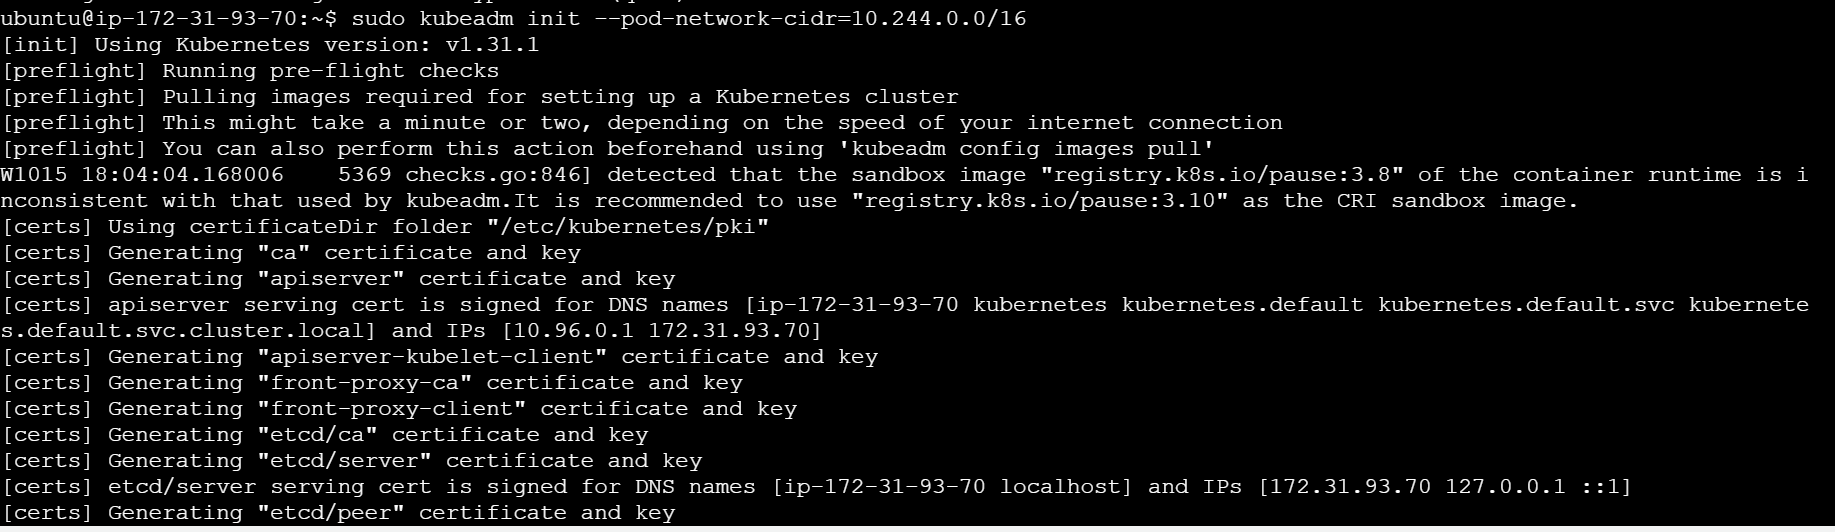 ubuntu@ip-172-31-93-70:~$ sudo kubeadm init --pod-network-cidr=10.244.0.0/16
[init] Using Kubernetes version: v1.31.1
[preflight] Running pre-flight checks
[preflight] Pulling images required for setting up a Kubernetes cluster
[preflight] This might take a minute or two, depending on the speed of your internet connection
[preflight] You can also perform this action beforehand using 'kubeadm config images pull'
W1015 18:04:04.168006    5369 checks.go:846] detected that the sandbox image "registry.k8s.io/pause:3.8" of the container runtime is i
nconsistent with that used by kubeadm.It is recommended to use "registry.k8s.io/pause:3.10" as the CRI sandbox image.
[certs] Using certificateDir folder "/etc/kubernetes/pki"
[certs] Generating "ca" certificate and key
[certs] Generating "apiserver" certificate and key
[certs] apiserver serving cert is signed for DNS names [ip-172-31-93-70 kubernetes kubernetes.default kubernetes.default.svc kubernete
s.default.svc.cluster.local] and IPs [10.96.0.1 172.31.93.70]
[certs] Generating "apiserver-kubelet-client" certificate and key
[certs] Generating "front-proxy-ca" certificate and key
[certs] Generating "front-proxy-client" certificate and key
[certs] Generating "etcd/ca" certificate and key
[certs] Generating "etcd/server" certificate and key
[certs] etcd/server serving cert is signed for DNS names [ip-172-31-93-70 localhost] and IPs [172.31.93.70 127.0.0.1 ::1]
[certs] Generating "etcd/peer" certificate and key